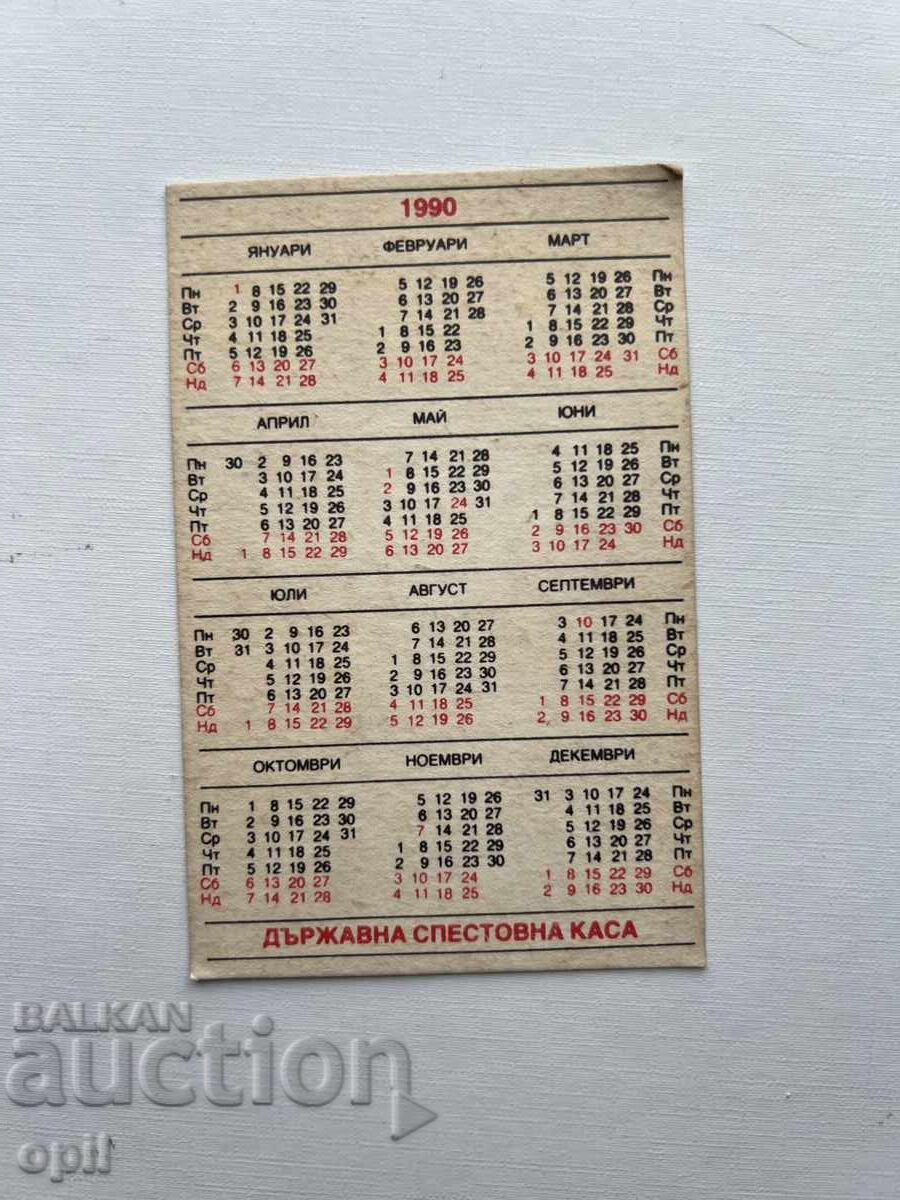 1990
ЯНУАРИ ФЕВРУАРИ МАРТ
Пн 1 8 15 22 29 5 12 19 26 5 12 19 26 Пн
Вт 2 9 16 23 30 6 13 20 27 6 13 20 27 Вт
Ср 3 10 17 24 31 7 14 21 28 7 14 21 28 Ср
Чт 4 11 18 25 1 8 15 22 1 8 15 22 29 Чт
Пт 5 12 19 26 2 9 16 23 2 9 16 23 30 Пт
Сб 6 13 20 27 3 10 17 24 3 10 17 24 31 Сб
Нд 7 14 21 28 4 11 18 25 4 11 18 25 Нд
АПРИЛ МАЙ ЮНИ
Пн 30 2 9 16 23 7 14 21 28 4 11 18 25 Пн
Вт 3 10 17 24 1 8 15 22 29 5 12 19 26 Вт
Ср 4 11 18 25 2 9 16 23 30 6 13 20 27 Ср
Чт 5 12 19 26 3 10 17 24 31 7 14 21 28 Чт
Пт 6 13 20 27 4 11 18 25 1 8 15 22 29 Пт
Сб 7 14 21 28 5 12 19 26 2 9 16 23 30 Сб
Нд 1 8 15 22 29 6 13 20 27 3 10 17 24 Нд
ЮЛИ АВГУСТ СЕПТЕМВРИ
Пн 30 2 9 16 23 6 13 20 27 3 10 17 24 Пн
Вт 31 3 10 17 24 7 14 21 28 4 11 18 25 Вт
Ср 4 11 18 25 1 8 15 22 29 5 12 19 26 Ср
Чт 5 12 19 26 2 9 16 23 30 6 13 20 27 Чт
Пт 6 13 20 27 3 10 17 24 31 7 14 21 28 Пт
Сб 7 14 21 28 4 11 18 25 1 8 15 22 29 Сб
Нд 1 8 15 22 29 5 12 19 26 2 9 16 23 30 Нд
ОКТОМВРИ НОЕМВРИ ДЕКЕМВРИ
Пн 1 8 15 22 29 5 12 19 26 31 3 10 17 24 Пн
Вт 2 9 16 23 30 6 13 20 27 4 11 18 25 Вт
Ср 3 10 17 24 31 7 14 21 28 5 12 19 26 Ср
Чт 4 11 18 25 1 8 15 22 29 6 13 20 27 Чт
Пт 5 12 19 26 2 9 16 23 30 7 14 21 28 Пт
Сб 6 13 20 27 3 10 17 24 1 8 15 22 29 Сб
Нд 7 14 21 28 4 11 18 25 2 9 16 23 30 Нд
ДЪРЖАВНА СПЕСТОВНА КАСА
BALKAN
auction
opil